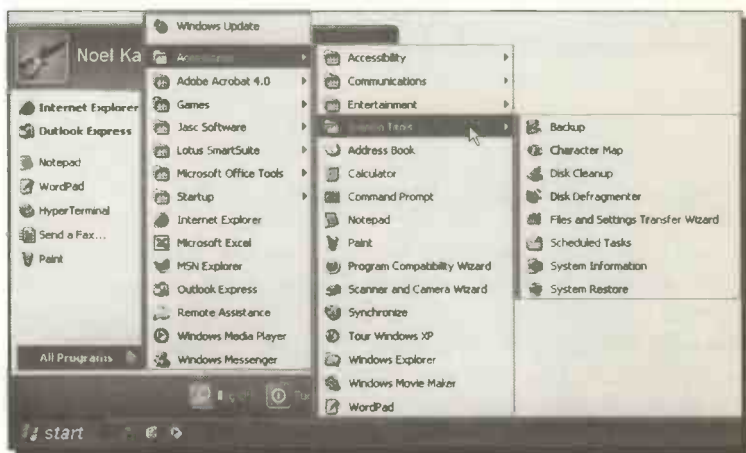 Noel Ka
Internet Explorer
Outlook Express
Notepad
WordPad
HyperTerminal
Send a Fax...
Paint
All Programs
start
Windows Update
Accessories
Adobe Acrobat 4.0
Games
Jasc Software
Lotus SmartSuite
Microsoft Office Tools
Startup
Internet Explorer
Microsoft Excel
MSN Explorer
Outlook Express
Remote Assistance
Windows Media Player
Windows Messenger
Accessibility
Communications
Entertainment
System Tools
Address Book
Calculator
Command Prompt
Notepad
Paint
Program Compatibility Wizard
Scanner and Camera Wizard
Synchronize
Tour Windows XP
Windows Explorer
Windows Movie Maker
WordPad
Backup
Character Map
Disk Cleanup
Disk Defragmenter
Files and Settings Transfer Wizard
Scheduled Tasks
System Information
System Restore